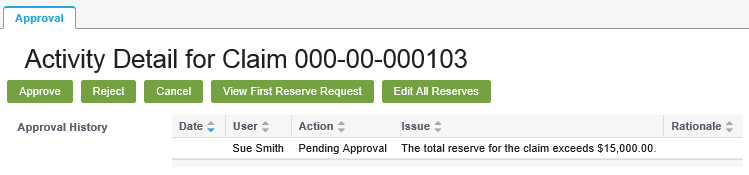 Approval
Activity Detail for Claim 000-00-000103
Approve Reject Cancel View First Reserve Request Edit All Reserves
Approval History Date User Action Issue Rationale
Sue Smith Pending Approval The total reserve for the claim exceeds $15,000.00.